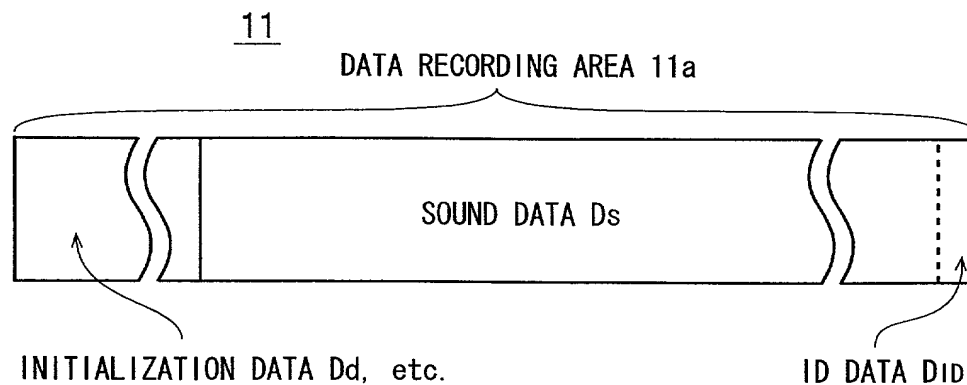 11
DATA RECORDING AREA 11a
SOUND DATA Ds
INITIALIZATION DATA Dd, etc.
ID DATA DID